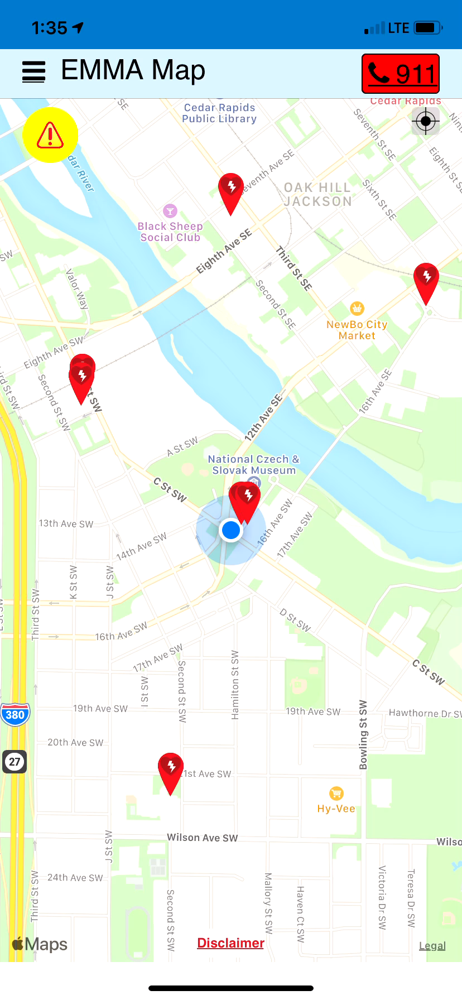 1:35
LTE
EMMA Map
911
Cedar Rapids
SE
Cedar Rapids
Public Library
Seventh St SE
dar River
Seventh Ave SE
Eighth St SE
OAK HILL
JACKSON
Sixth St SE
Black Sheep
Social Club
Eighth Ave SE
Third St SE
SW
Valor Way
Second St SE
NewBo City
Market
Eighth Ave SW
16th Ave SE
Second St SW
St SW
12th Ave SE
A St SW
National Czech &
Slovak Museum
C St SW
13th Ave SW
16th Ave SW
17th Ave SW
14th Ave SW
K St SW
J St SW
Third St SW
D St SW
16th Ave SW
17th Ave SW
Second St SW
Hamilton St SW
C St SW
I St SW
19th Ave SW
19th Ave SW
Hawthorne Dr SW
380
Bowling St SW
20th Ave SW
27
21st Ave SW
Hy-Vee
Wilson Ave SW
Wilso
J St SW
24th Ave SW
Third St SW
Second St SW
Mallory St SW
Haven Ct SW
Victoria Dr SW
Teresa Dr SW
Maps
Disclaimer
Legal